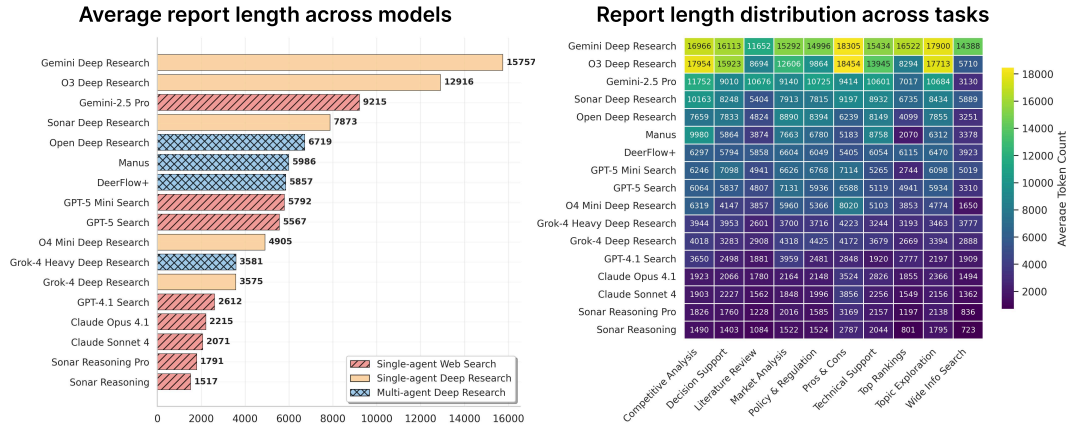 Average report length across models
Gemini Deep Research 15757
O3 Deep Research 12916
Gemini-2.5 Pro 9215
Sonar Deep Research 7873
Open Deep Research 6719
Manus 5986
DeerFlow+ 5857
GPT-5 Mini Search 5792
GPT-5 Search 5567
O4 Mini Deep Research 4905
Grok-4 Heavy Deep Research 3581
Grok-4 Deep Research 3575
GPT-4.1 Search 2612
Claude Opus 4.1 2215
Claude Sonnet 4 2071
Sonar Reasoning Pro 1791
Sonar Reasoning 1517
Single-agent Web Search
Single-agent Deep Research
Multi-agent Deep Research
0 2000 4000 6000 8000 10000 12000 14000 16000
Report length distribution across tasks
Gemini Deep Research 16966 16113 11652 15292 14996 18305 15434 16522 17900 14388
O3 Deep Research 17954 15923 8694 12606 9864 18454 13945 8294 17713 5710
Gemini-2.5 Pro 11752 9010 10676 9140 10725 9414 10601 7017 10684 3130
Sonar Deep Research 10163 8248 5404 7913 7815 9197 8932 6735 8434 5889
Open Deep Research 7659 7833 4824 8890 8394 6239 8149 4099 7855 3251
Manus 9980 5864 3874 7663 6780 5183 8758 2070 6312 3378
DeerFlow+ 6297 5794 5858 6604 6049 5405 6054 6115 6470 3923
GPT-5 Mini Search 6246 7098 4941 6626 6768 7114 5265 2744 6098 5019
GPT-5 Search 6064 5837 4807 7131 5936 6588 5119 4941 5934 3310
O4 Mini Deep Research 6319 4147 3857 5960 5366 8020 5103 3853 4774 1650
Grok-4 Heavy Deep Research 3944 3953 2601 3700 3716 4223 3244 3193 3463 3777
Grok-4 Deep Research 4018 3283 2908 4318 4425 4172 3679 2669 3394 2888
GPT-4.1 Search 3650 2498 1881 3959 2481 2848 1920 2777 2197 1909
Claude Opus 4.1 1923 2066 1780 2164 2148 3524 2826 1855 2366 1494
Claude Sonnet 4 1903 2227 1562 1848 1996 3856 2256 1549 2156 1362
Sonar Reasoning Pro 1826 1760 1228 2016 1585 3169 2157 1197 2138 836
Sonar Reasoning 1490 1403 1084 1522 1524 2787 2044 801 1795 723
Competitive Analysis
Decision Support
Literature Review
Market Analysis
Policy & Regulation
Pros & Cons
Technical Support
Top Rankings
Topic Exploration
Wide Info Search
18000
16000
14000
12000
10000
8000
6000
4000
2000
Average Token Count